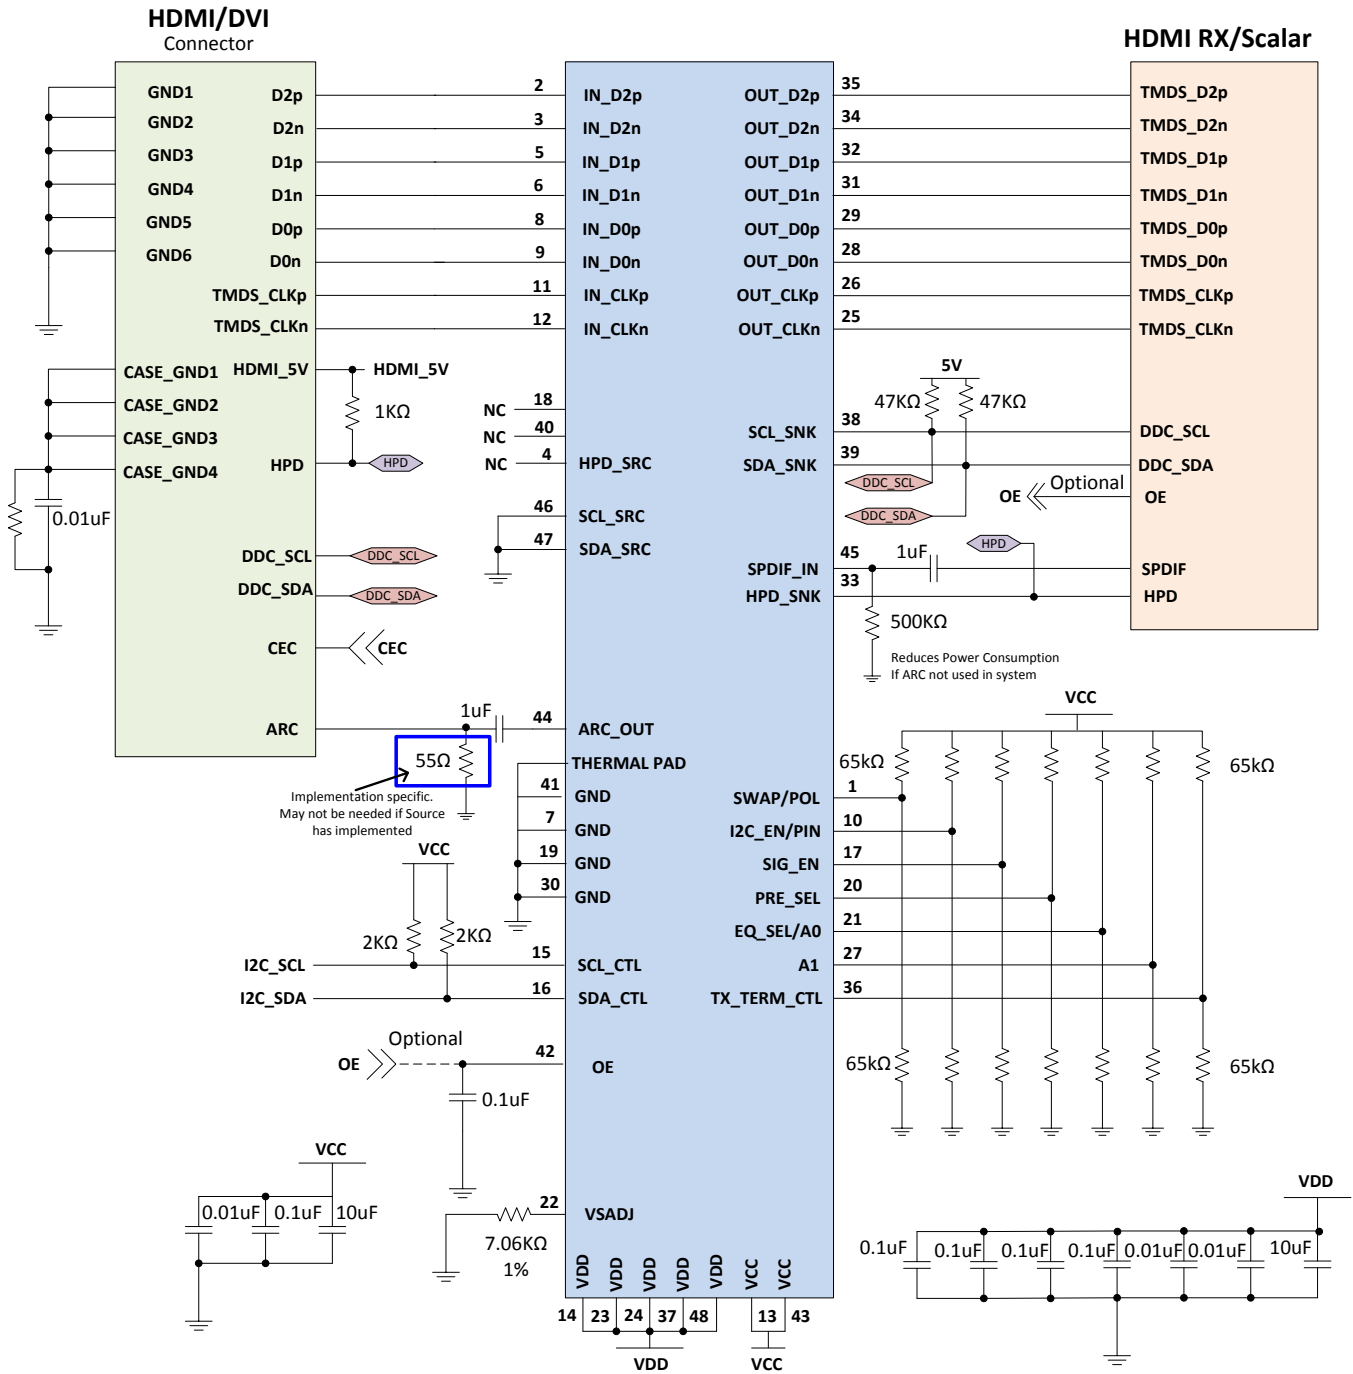 HDMI/DVI
Connector
HDMI RX/Scalar
GND1
GND2
GND3
GND4
GND5
GND6
CASE_GND1
CASE_GND2
CASE_GND3
CASE_GND4
0.01uF
D2p
D2n
D1p
D1n
D0p
D0n
TMDS_CLKp
TMDS_CLKn
HDMI_5V
HDMI_5V
1KΩ
HPD
HPD
DDC_SCL
DDC_SCL
DDC_SDA
DDC_SDA
CEC
CEC
ARC
1uF
55Ω
Implementation specific.
May not be needed if Source
has implemented
VCC
2KΩ
2KΩ
I2C_SCL
I2C_SDA
Optional
OE
0.1uF
VCC
0.01uF
0.1uF
10uF
7.06KΩ
1%
2
IN_D2p
3
IN_D2n
5
IN_D1p
6
IN_D1n
8
IN_D0p
9
IN_D0n
11
IN_CLKp
12
IN_CLKn
NC
18
NC
40
NC
4
HPD_SRC
46
SCL_SRC
47
SDA_SRC
44
ARC_OUT
THERMAL PAD
41
GND
7
GND
19
GND
30
GND
15
SCL_CTL
16
SDA_CTL
42
OE
22
VSADJ
VDD
VDD
VDD
VDD
VDD
VCC
VCC
14
23
24
37
48
13
43
VDD
VCC
OUT_D2p
35
OUT_D2n
34
OUT_D1p
32
OUT_D1n
31
OUT_D0p
29
OUT_D0n
28
OUT_CLKp
26
OUT_CLKn
25
SCL_SNK
38
SDA_SNK
39
SPDIF_IN
45
HPD_SNK
33
SWAP/POL
1
I2C_EN/PIN
10
SIG_EN
17
PRE_SEL
20
EQ_SEL/A0
21
A1
27
TX_TERM_CTL
36
5V
47KΩ
47KΩ
DDC_SCL
DDC_SDA
OE
Optional
HPD
1uF
500KΩ
Reduces Power Consumption
If ARC not used in system
TMDS_D2p
TMDS_D2n
TMDS_D1p
TMDS_D1n
TMDS_D0p
TMDS_D0n
TMDS_CLKp
TMDS_CLKn
DDC_SCL
DDC_SDA
OE
SPDIF
HPD
VCC
65kΩ
65kΩ
65kΩ
65kΩ
VDD
0.1uF
0.1uF
0.1uF
0.1uF
0.01uF
0.01uF
10uF